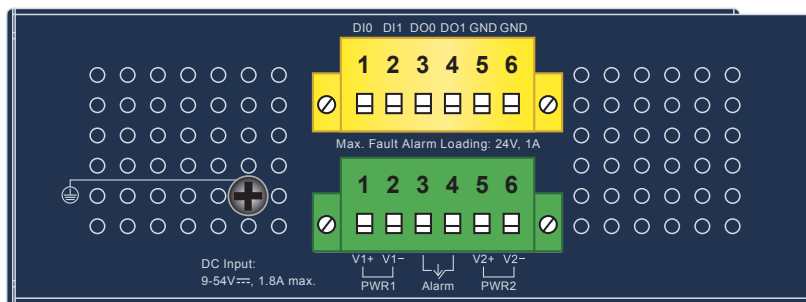 DI0 DI1 DO0 DO1 GND GND
1 2 3 4 5 6
Max. Fault Alarm Loading: 24V, 1A
1 2 3 4 5 6
V1+ V1− V2+ V2−
PWR1 Alarm PWR2
DC Input:
9-54V⎓, 1.8A max.